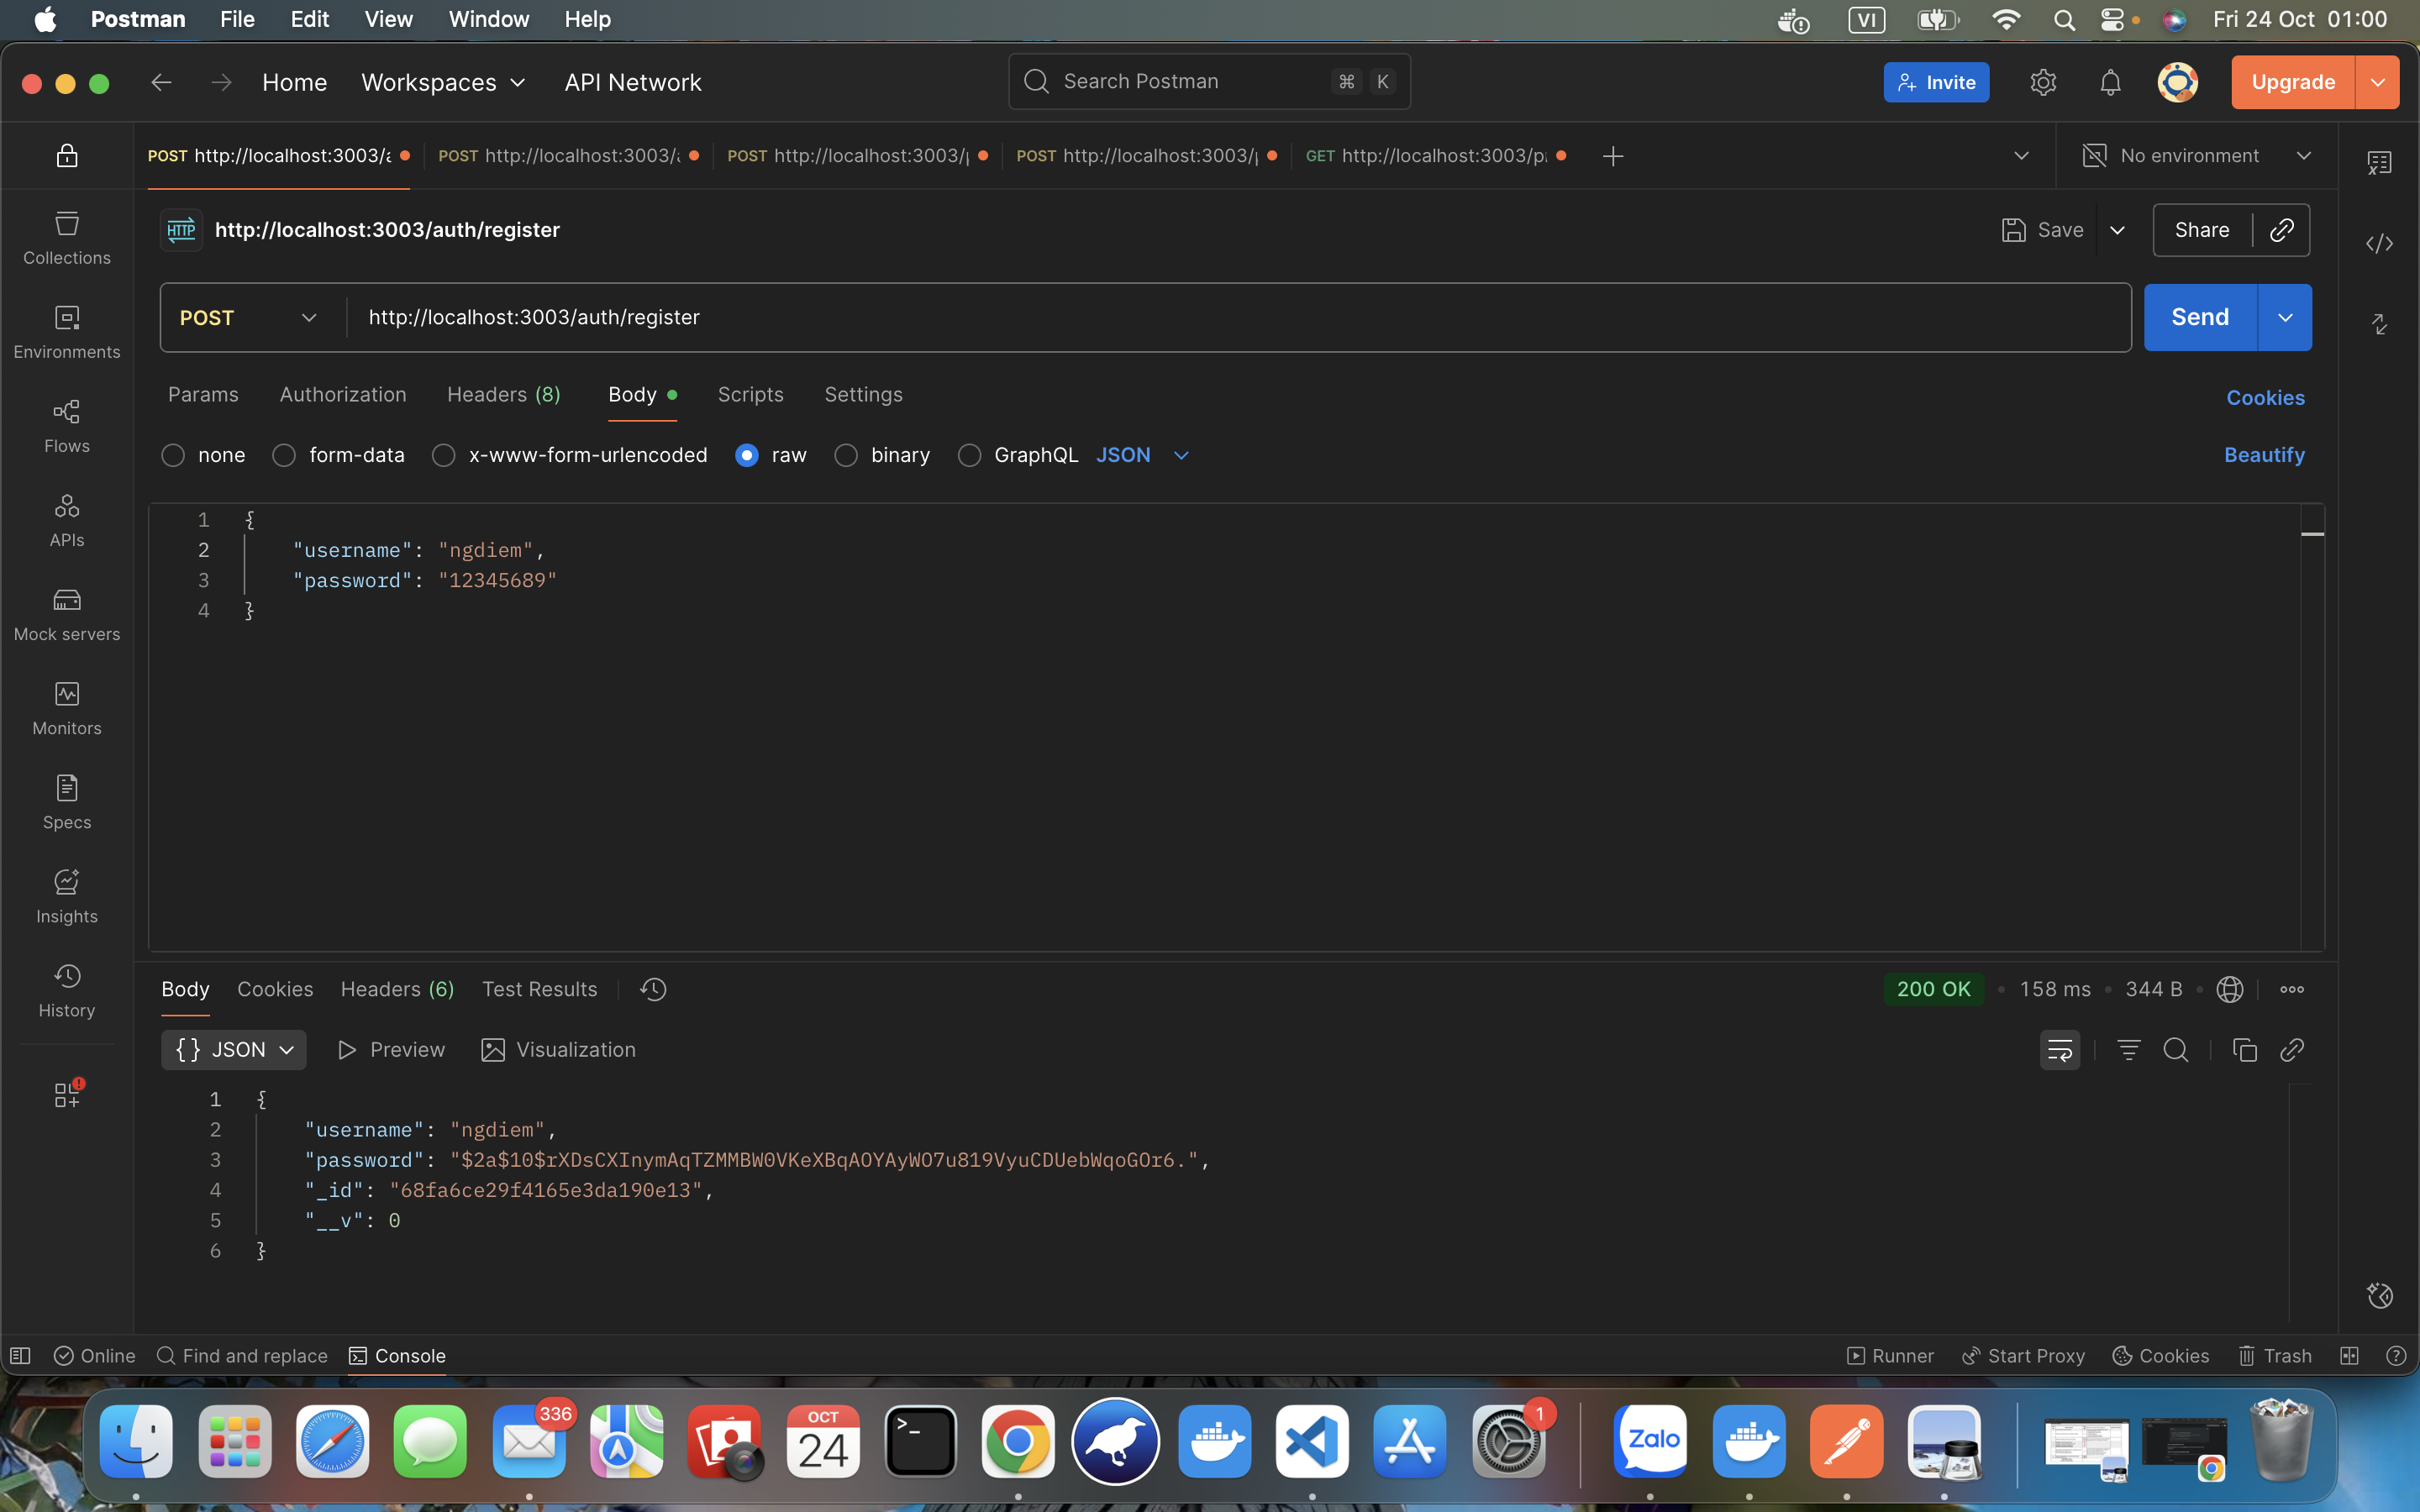 Postman File Edit View Window Help VI Fri 24 Oct 01:00
Home Workspaces API Network Search Postman ⌘ K Invite Upgrade
POST http://localhost:3003/a POST http://localhost:3003/a POST http://localhost:3003/p POST http://localhost:3003/p GET http://localhost:3003/p No environment
HTTP http://localhost:3003/auth/register Save Share
POST http://localhost:3003/auth/register Send
Params Authorization Headers (8) Body Scripts Settings Cookies
none form-data x-www-form-urlencoded raw binary GraphQL JSON Beautify
1 {
2 "username": "ngdiem",
3 "password": "12345689"
4 }
Collections
Environments
Flows
APIs
Mock servers
Monitors
Specs
Insights
History
Body Cookies Headers (6) Test Results 200 OK • 158 ms • 344 B
{} JSON Preview Visualization
1 {
2 "username": "ngdiem",
3 "password": "$2a$10$rXDsCXInymAqTZMMBW0VKeXBqAOYAyWO7u819VyuCDUebWqoGOr6.",
4 "_id": "68fa6ce29f4165e3da190e13",
5 "__v": 0
6 }
Online Find and replace Console Runner Start Proxy Cookies Trash
336 OCT 24 1 Zalo